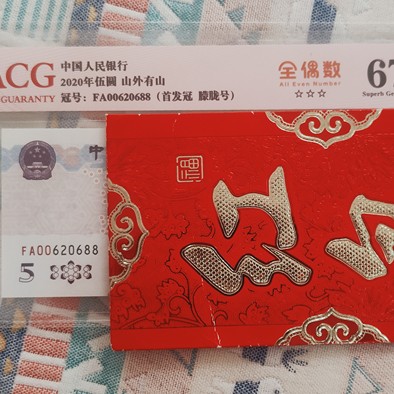 ACG
GUARANTY
中国人民银行
2020年伍圆 山外有山
冠号：FA00620688（首发冠 朦胧号）
全偶数
All Even Number
☆☆☆
67
Superb Ge
中
FA00620688
5